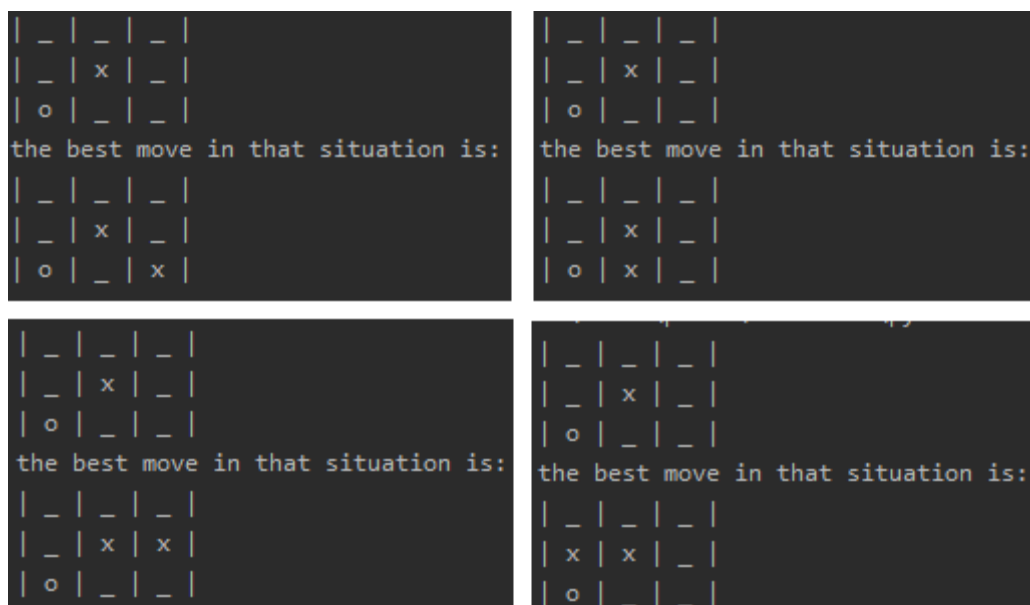 | _ | _ | _ |
| _ | x | _ |
| o | _ | _ |
the best move in that situation is:
| _ | _ | _ |
| _ | x | _ |
| o | _ | x |
| _ | _ | _ |
| _ | x | _ |
| o | _ | _ |
the best move in that situation is:
| _ | _ | _ |
| _ | x | _ |
| o | x | _ |
| _ | _ | _ |
| _ | x | _ |
| o | _ | _ |
the best move in that situation is:
| _ | _ | _ |
| _ | x | x |
| o | _ | _ |
| _ | _ | _ |
| _ | x | _ |
| o | _ | _ |
the best move in that situation is:
| _ | _ | _ |
| x | x | _ |
| o | _ | _ |